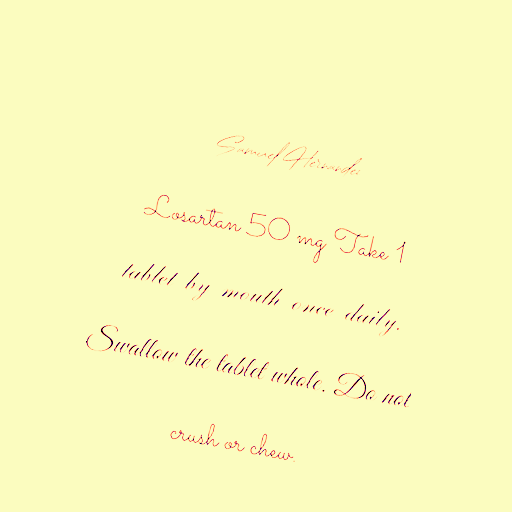 Samuel Hernandez
Losartan 50 mg Take 1
tablet by mouth once daily.
Swallow the tablet whole. Do not
crush or chew.